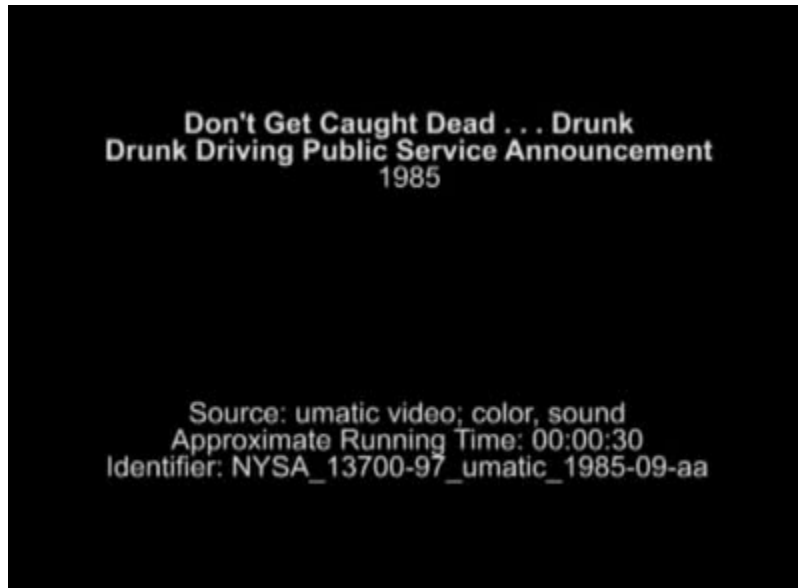 Don't Get Caught Dead . . . Drunk
Drunk Driving Public Service Announcement
1985
Source: umatic video; color, sound
Approximate Running Time: 00:00:30
Identifier: NYSA_13700-97_umatic_1985-09-aa